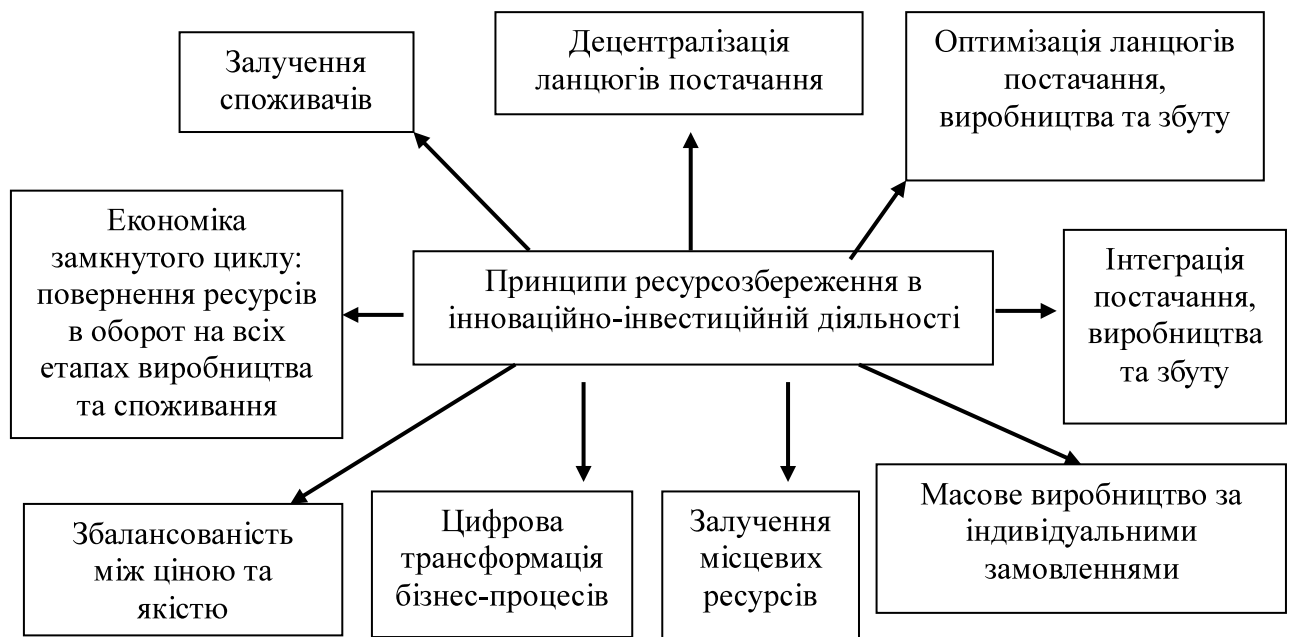 Залучення
споживачів
Децентралізація
ланцюгів постачання
Оптимізація ланцюгів
постачання,
виробництва та збуту
Економіка
замкнутого циклу:
повернення ресурсів
в оборот на всіх
етапах виробництва
та споживання
Принципи ресурсозбереження в
інноваційно-інвестиційній діяльності
Інтеграція
постачання,
виробництва
та збуту
Збалансованість
між ціною та
якістю
Цифрова
трансформація
бізнес-процесів
Залучення
місцевих
ресурсів
Масове виробництво за
індивідуальними
замовленнями